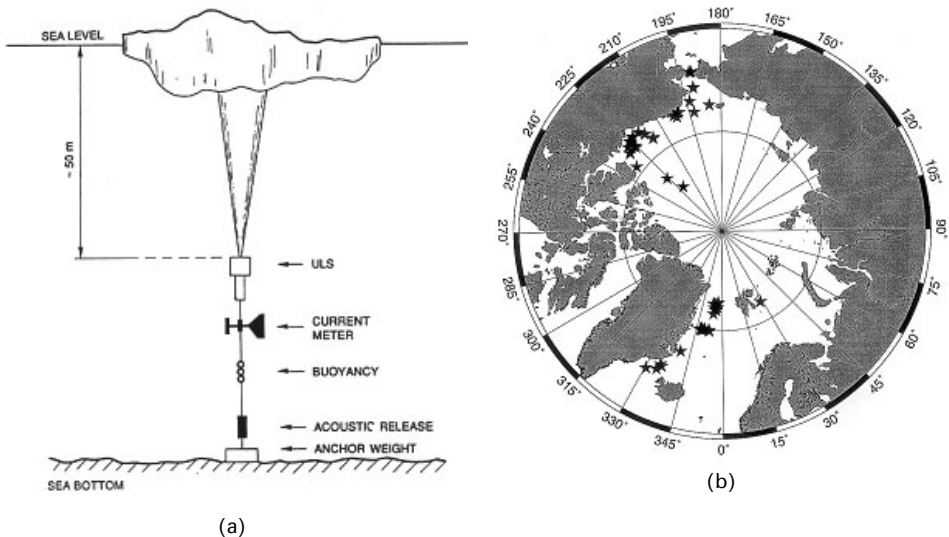 SEA LEVEL
~ 50 m
ULS
CURRENT
METER
BUOYANCY
ACOUSTIC RELEASE
ANCHOR WEIGHT
SEA BOTTOM
(a)
180°
165°
150°
135°
120°
105°
90°
75°
60°
45°
30°
15°
0°
345°
330°
315°
300°
285°
270°
255°
240°
225°
210°
195°
(b)